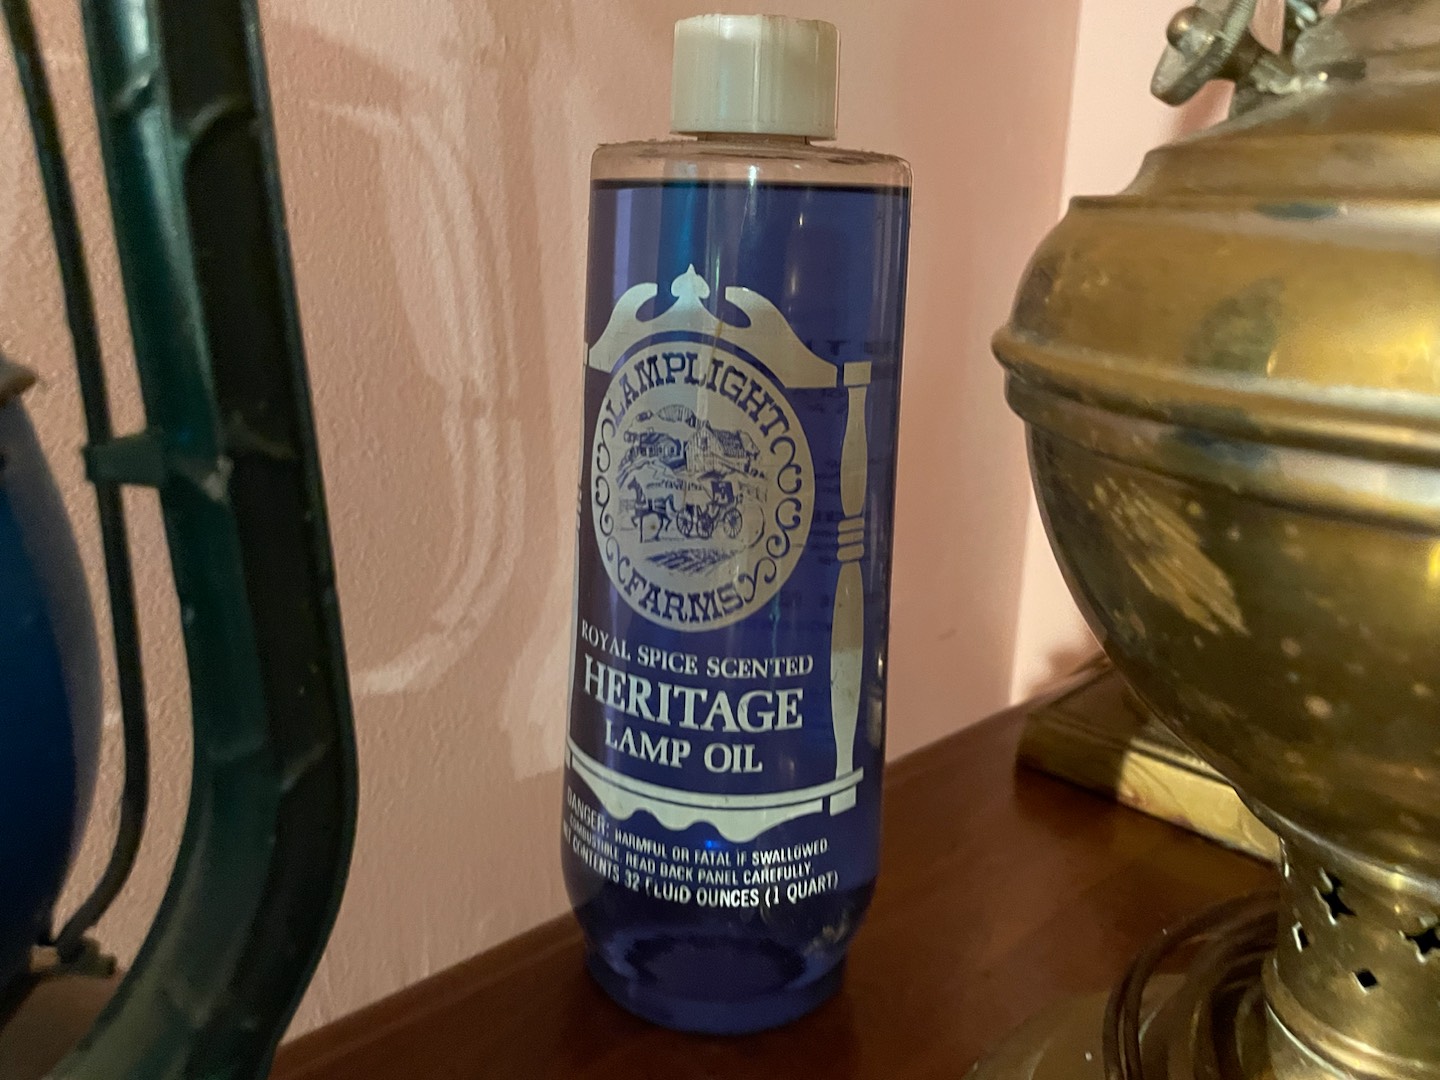 LAMPLIGHT
FARMS
ROYAL SPICE SCENTED
HERITAGE
LAMP OIL
DANGER: HARMFUL OR FATAL IF SWALLOWED.
COMBUSTIBLE. READ BACK PANEL CAREFULLY.
CONTENTS 32 FLUID OUNCES (1 QUART)